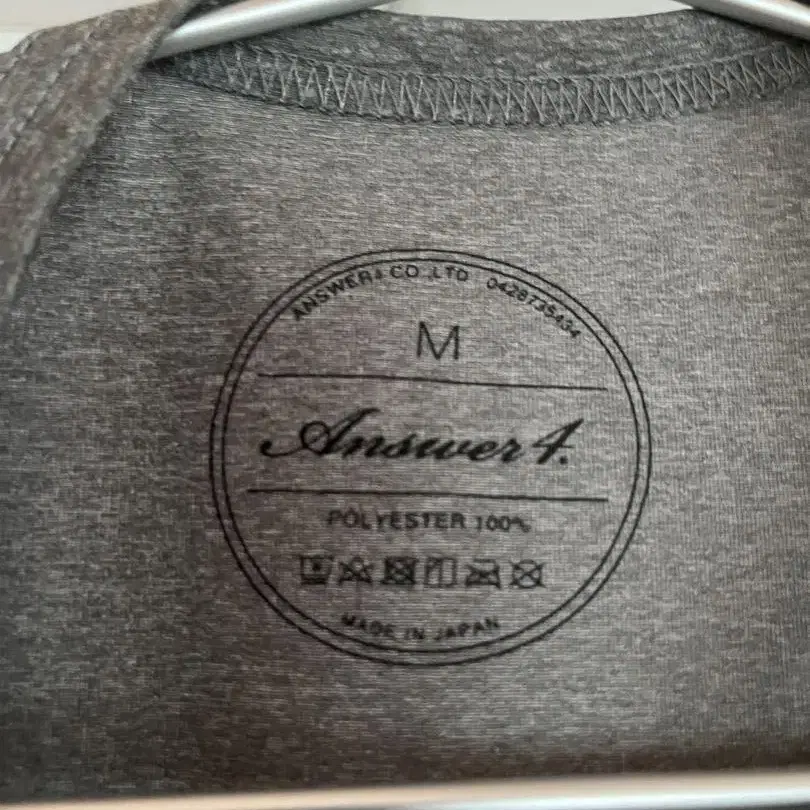 ANSWER4 CO.,LTD 0428735434
M
Answer4.
POLYESTER 100%
MADE IN JAPAN